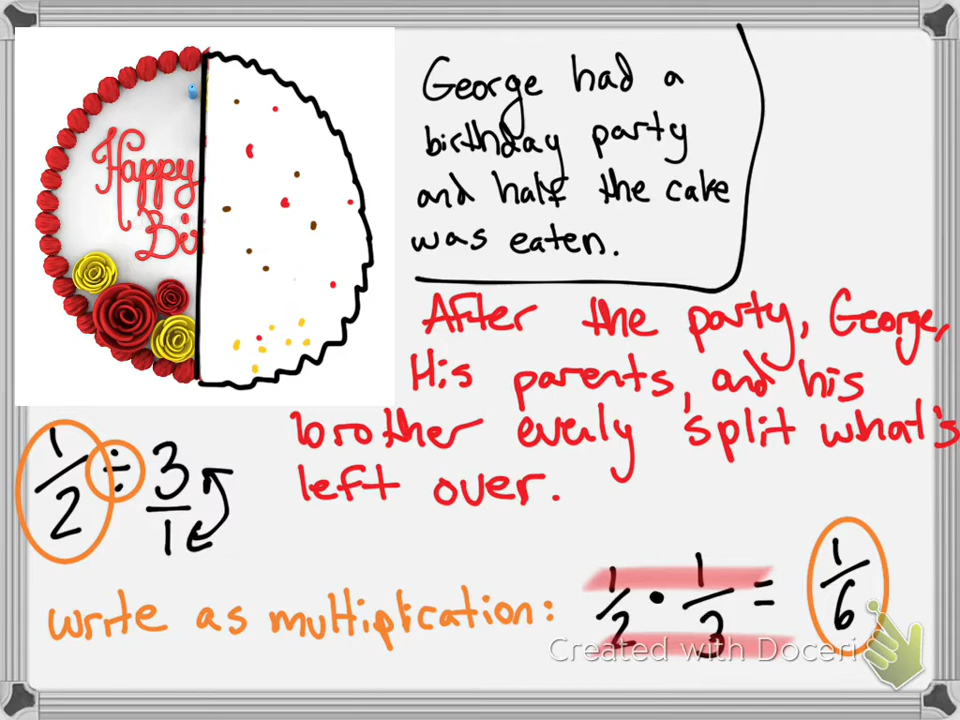 Happy
Bir
George had a
birthday party
and half the cake
was eaten.
After the party, George,
His parents, and his
brother evenly split what's
left over.
1/2 ÷ 3/1
write as multiplication: 1/2 • 1/3 = 1/6
Created with Doceri